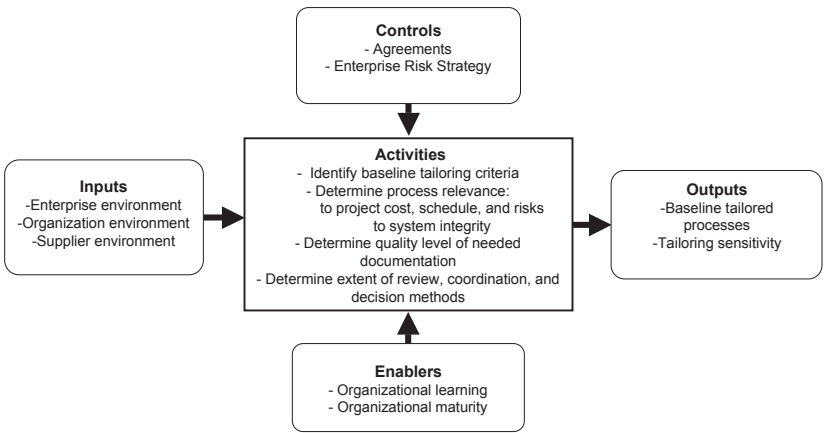 Controls
- Agreements
- Enterprise Risk Strategy
Inputs
-Enterprise environment
-Organization environment
-Supplier environment
Activities
- Identify baseline tailoring criteria
- Determine process relevance:
to project cost, schedule, and risks
to system integrity
- Determine quality level of needed
documentation
- Determine extent of review, coordination, and
decision methods
Outputs
-Baseline tailored
processes
-Tailoring sensitivity
Enablers
- Organizational learning
- Organizational maturity